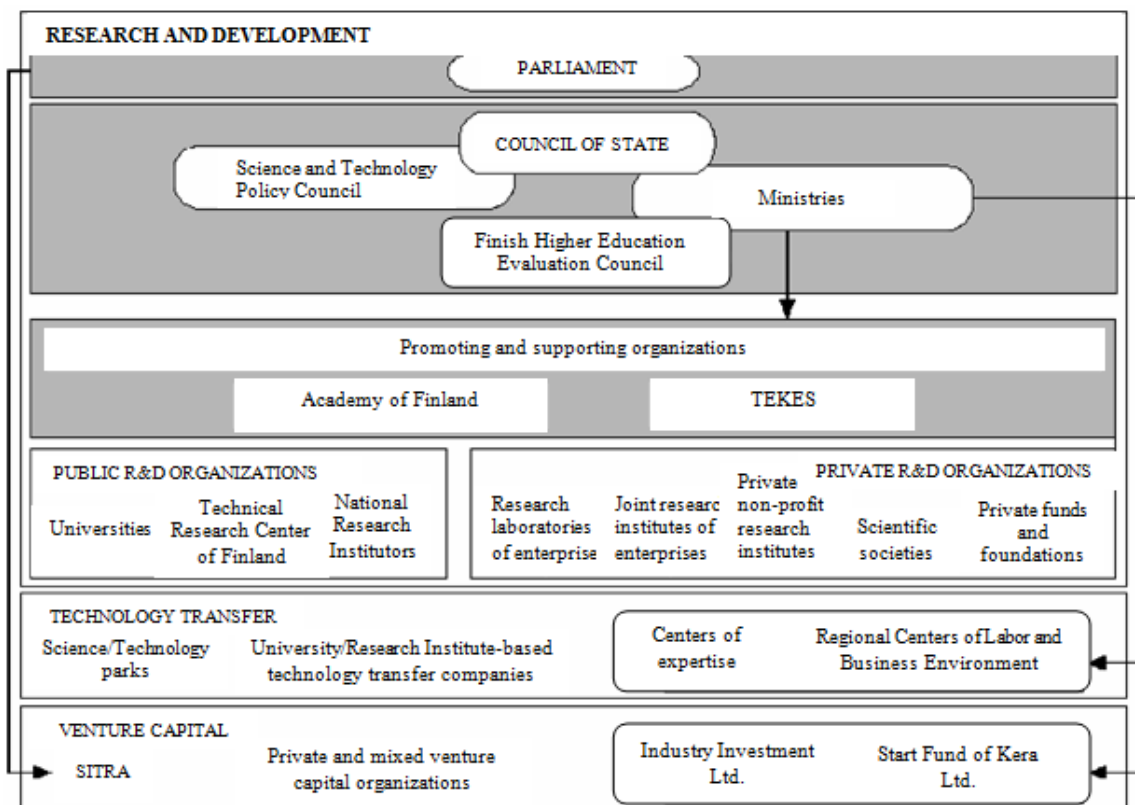 RESEARCH AND DEVELOPMENT
PARLIAMENT
COUNCIL OF STATE
Science and Technology
Policy Council
Ministries
Finish Higher Education
Evaluation Council
Promoting and supporting organizations
Academy of Finland
TEKES
PUBLIC R&D ORGANIZATIONS
Universities
Technical
Research Center
of Finland
National
Research
Institutors
PRIVATE R&D ORGANIZATIONS
Research
laboratories
of enterprise
Joint researc
institutes of
enterprises
Private
non-profit
research
institutes
Scientific
societies
Private funds
and
foundations
TECHNOLOGY TRANSFER
Science/Technology
parks
University/Research Institute-based
technology transfer companies
Centers of
expertise
Regional Centers of Labor and
Business Environment
VENTURE CAPITAL
SITRA
Private and mixed venture
capital organizations
Industry Investment
Ltd.
Start Fund of Kera
Ltd.